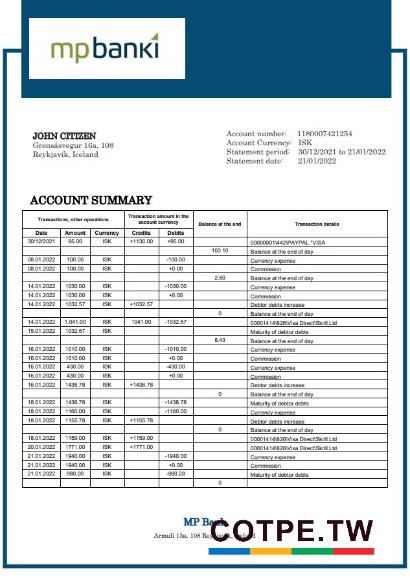 mpbanki
JOHN CITIZEN
Grensásvegur 16a, 108
Reykjavik, Iceland
Account number: 1180007421254
Account Currency: ISK
Statement period: 30/12/2021 to 21/01/2022
Statement date: 21/01/2022
ACCOUNT SUMMARY
Transactions, other operations Transaction amount in the account currency Balance at the end Transaction details
Date Amount Currency Credits Debits
30/12/2021 95.00 ISK +1136.00 +95.00 00000001\442\PAYPAL *VISA
103.10 Balance at the end of day
08.01.2022 100.00 ISK -100.00 Currency expense
08.01.2022 100.00 ISK +0.00 Commission
2.60 Balance at the end of day
14.01.2022 1030.00 ISK -1030.00 Currency expense
14.01.2022 1030.00 ISK +0.00 Commission
14.01.2022 1032.57 ISK +1032.57 Debtor debts increase
0 Balance at the end of day
14.01.2022 1,041.00 ISK 1041.00 -1032.57 00001414\826\Visa Direct\Skrill Ltd
15.01.2022 1032.57 ISK Maturity of debtor debts
8.43 Balance at the end of day
16.01.2022 1010.00 ISK -1010.00 Currency expense
16.01.2022 1010.00 ISK +0.00 Commission
16.01.2022 430.00 ISK -430.00 Currency expense
16.01.2022 430.00 ISK +0.00 Commission
16.01.2022 1438.78 ISK +1438.78 Debtor debts increase
0 Balance at the end of day
18.01.2022 1438.78 ISK -1438.78 Maturity of debtor debts
18.01.2022 1160.00 ISK -1160.00 Currency expense
18.01.2022 1155.78 ISK +1155.78 Debtor debts increase
0 Balance at the end of day
18.01.2022 1159.00 ISK +1159.00 00001414\826\Visa Direct\Skrill Ltd
20.01.2022 1771.00 ISK +1771.00 00001414\826\Visa Direct\Skrill Ltd
21.01.2022 1940.00 ISK -1940.00 Currency expense
21.01.2022 1940.00 ISK +0.00 Commission
21.01.2022 980.00 ISK -980.28 Maturity of debtor debts
0
MP Bank
Armuli 13a, 108
COTPE.TW